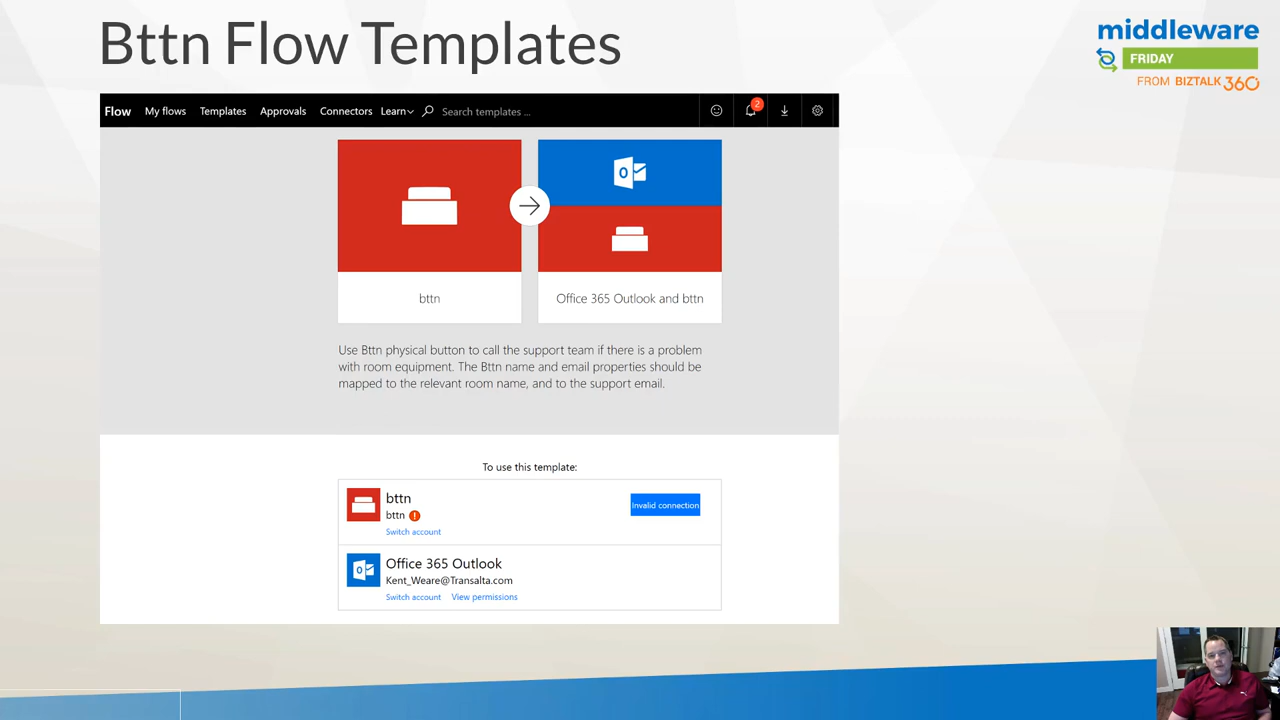 Bttn Flow Templates
middleware
FRIDAY
FROM BIZTALK360
Flow My flows Templates Approvals Connectors Learn Search templates ... 2
bttn
Office 365 Outlook and bttn
Use Bttn physical button to call the support team if there is a problem
with room equipment. The Bttn name and email properties should be
mapped to the relevant room name, and to the support email.
To use this template:
bttn
bttn
Invalid connection
Switch account
Office 365 Outlook
Kent_Weare@Transalta.com
Switch account View permissions